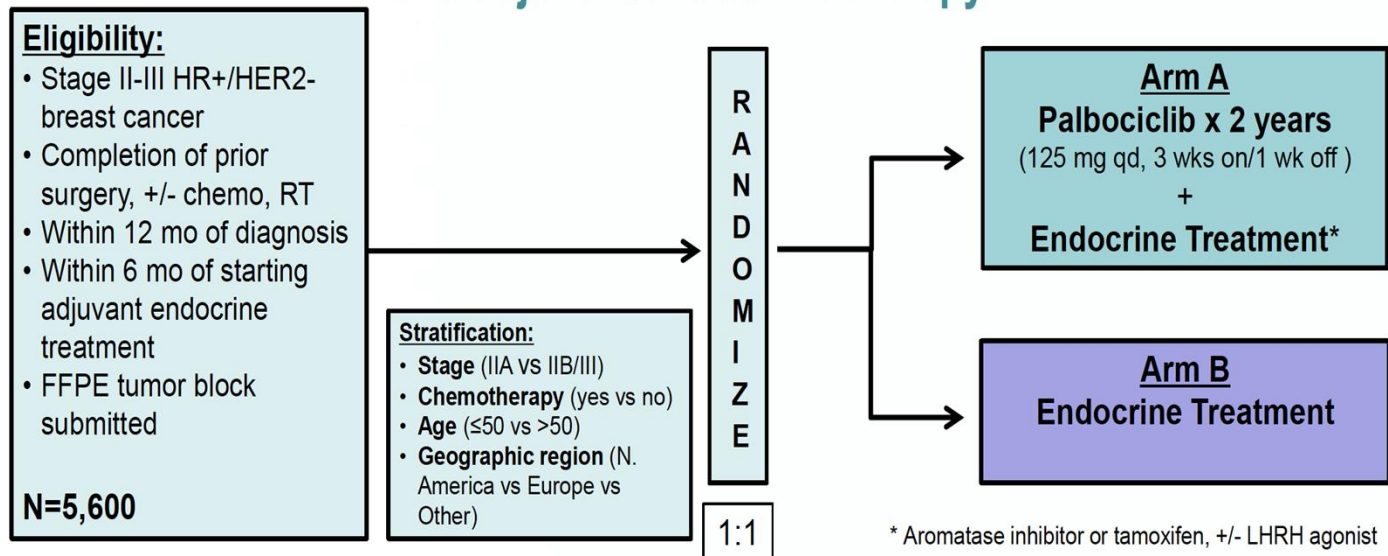 Eligibility:
• Stage II-III HR+/HER2-
breast cancer
• Completion of prior
surgery, +/- chemo, RT
• Within 12 mo of diagnosis
• Within 6 mo of starting
adjuvant endocrine
treatment
• FFPE tumor block
submitted
N=5,600
Stratification:
• Stage (IIA vs IIB/III)
• Chemotherapy (yes vs no)
• Age (≤50 vs >50)
• Geographic region (N.
America vs Europe vs
Other)
R
A
N
D
O
M
I
Z
E
1:1
Arm A
Palbociclib x 2 years
(125 mg qd, 3 wks on/1 wk off )
+
Endocrine Treatment*
Arm B
Endocrine Treatment
* Aromatase inhibitor or tamoxifen, +/- LHRH agonist